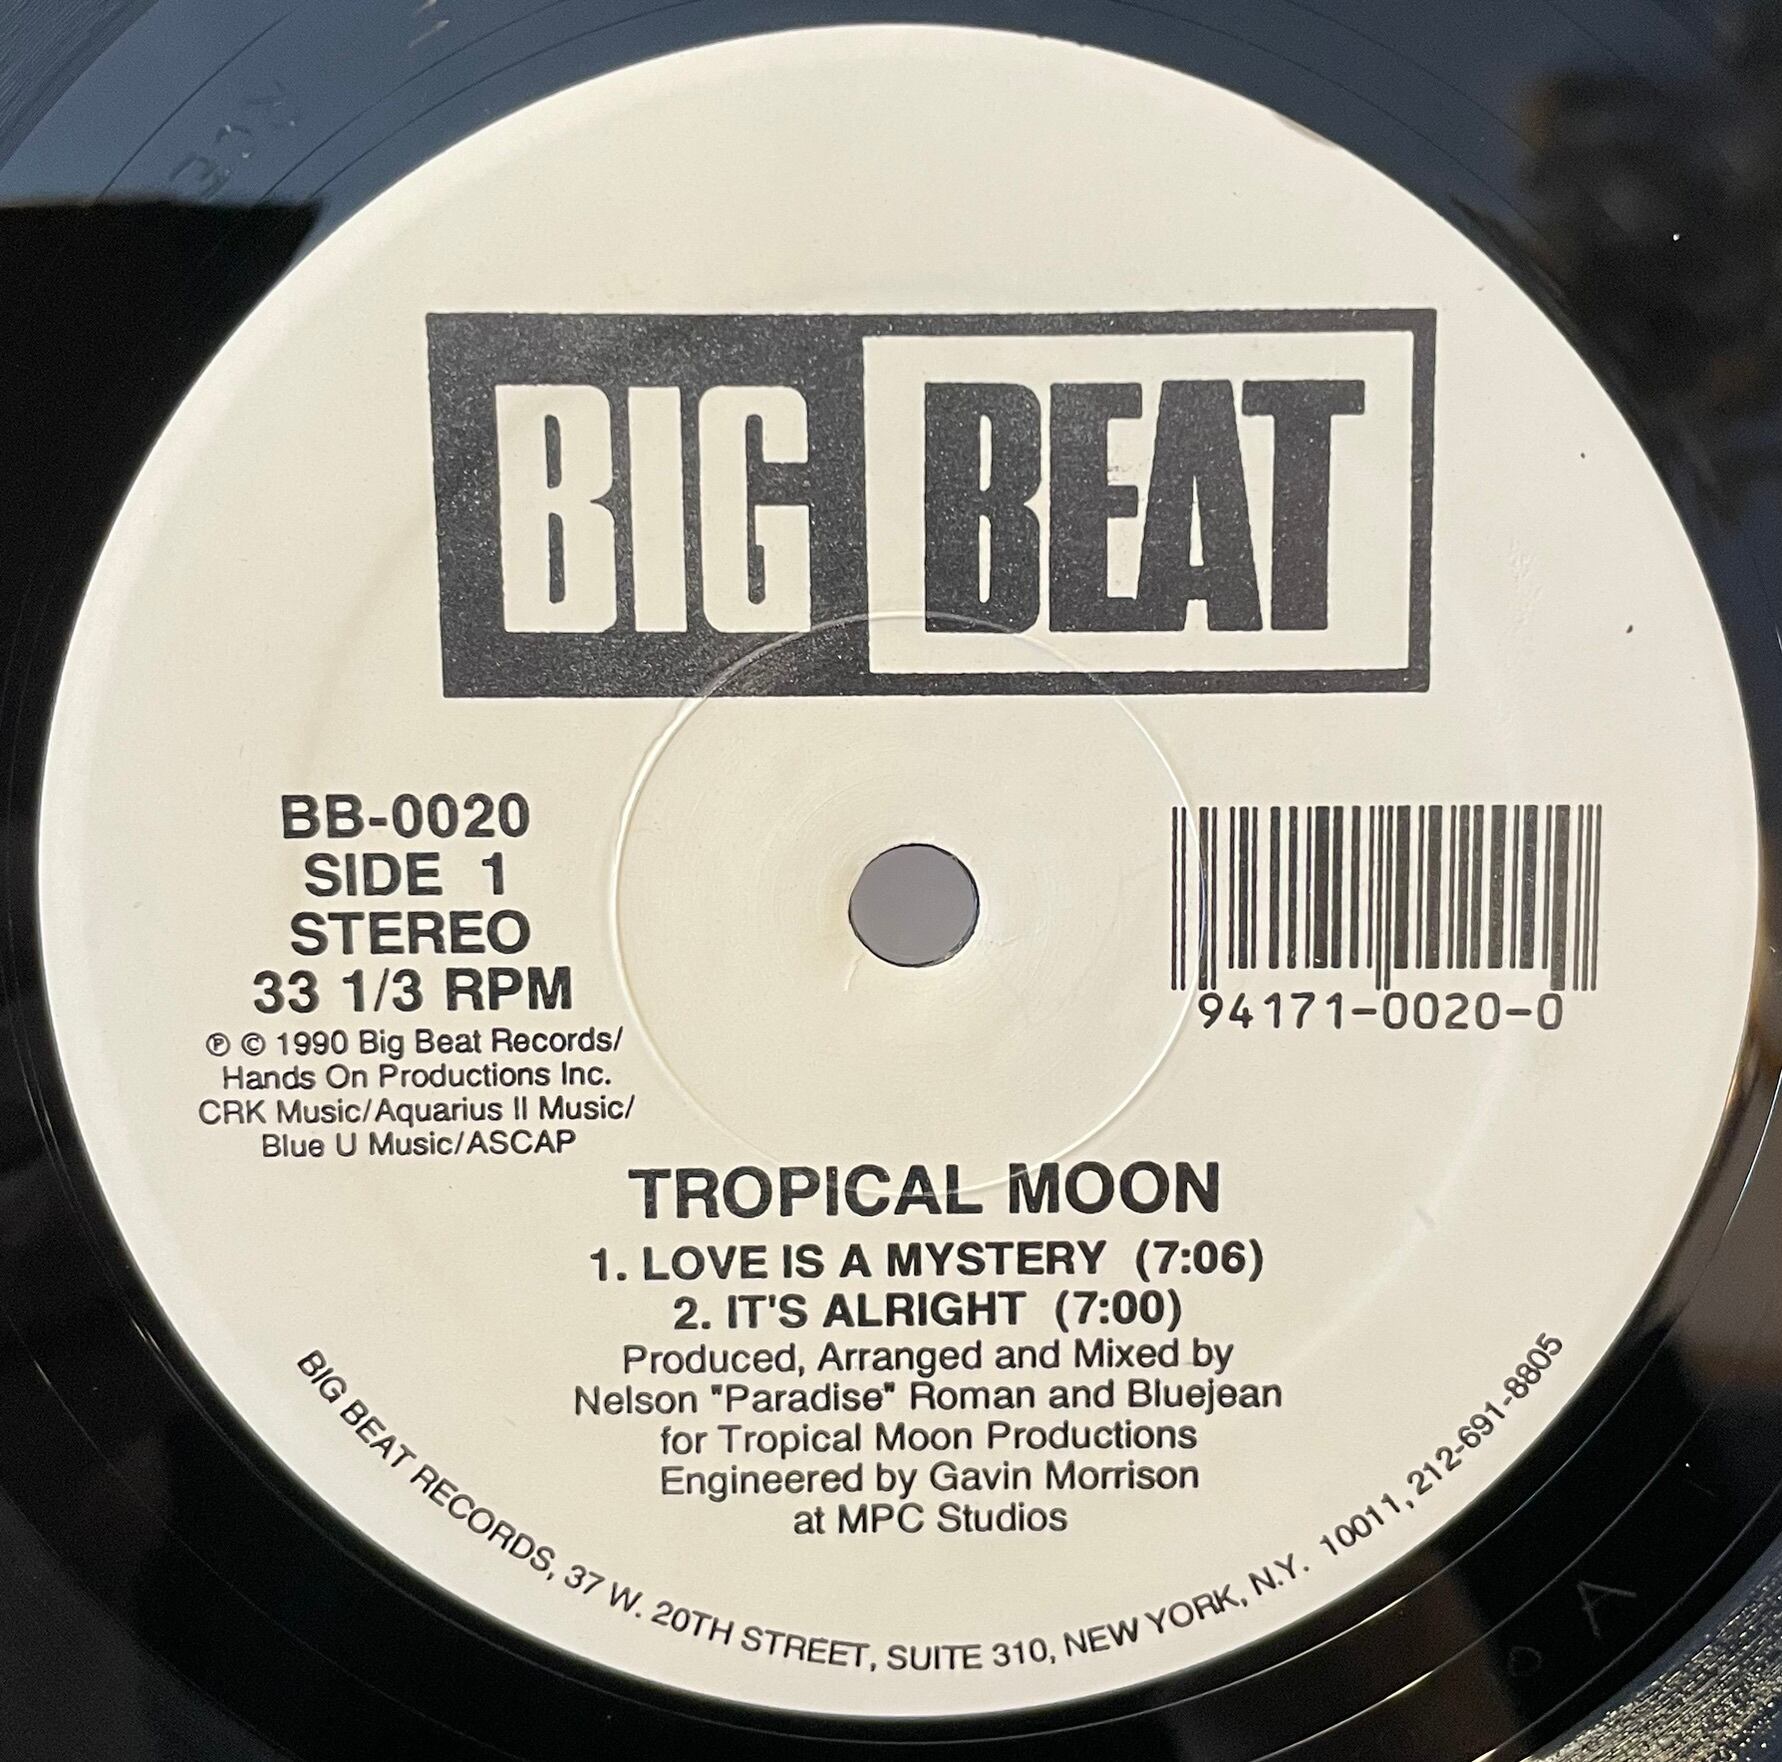 BIG BEAT
BB-0020
SIDE 1
STEREO
33 1/3 RPM
℗ © 1990 Big Beat Records/
Hands On Productions Inc.
CRK Music/Aquarius II Music/
Blue U Music/ASCAP
94171-0020-0
TROPICAL MOON
1. LOVE IS A MYSTERY (7:06)
2. IT'S ALRIGHT (7:00)
Produced, Arranged and Mixed by
Nelson "Paradise" Roman and Bluejean
for Tropical Moon Productions
Engineered by Gavin Morrison
at MPC Studios
BIG BEAT RECORDS, 37 W. 20TH STREET, SUITE 310, NEW YORK, N.Y. 10011, 212-691-8805